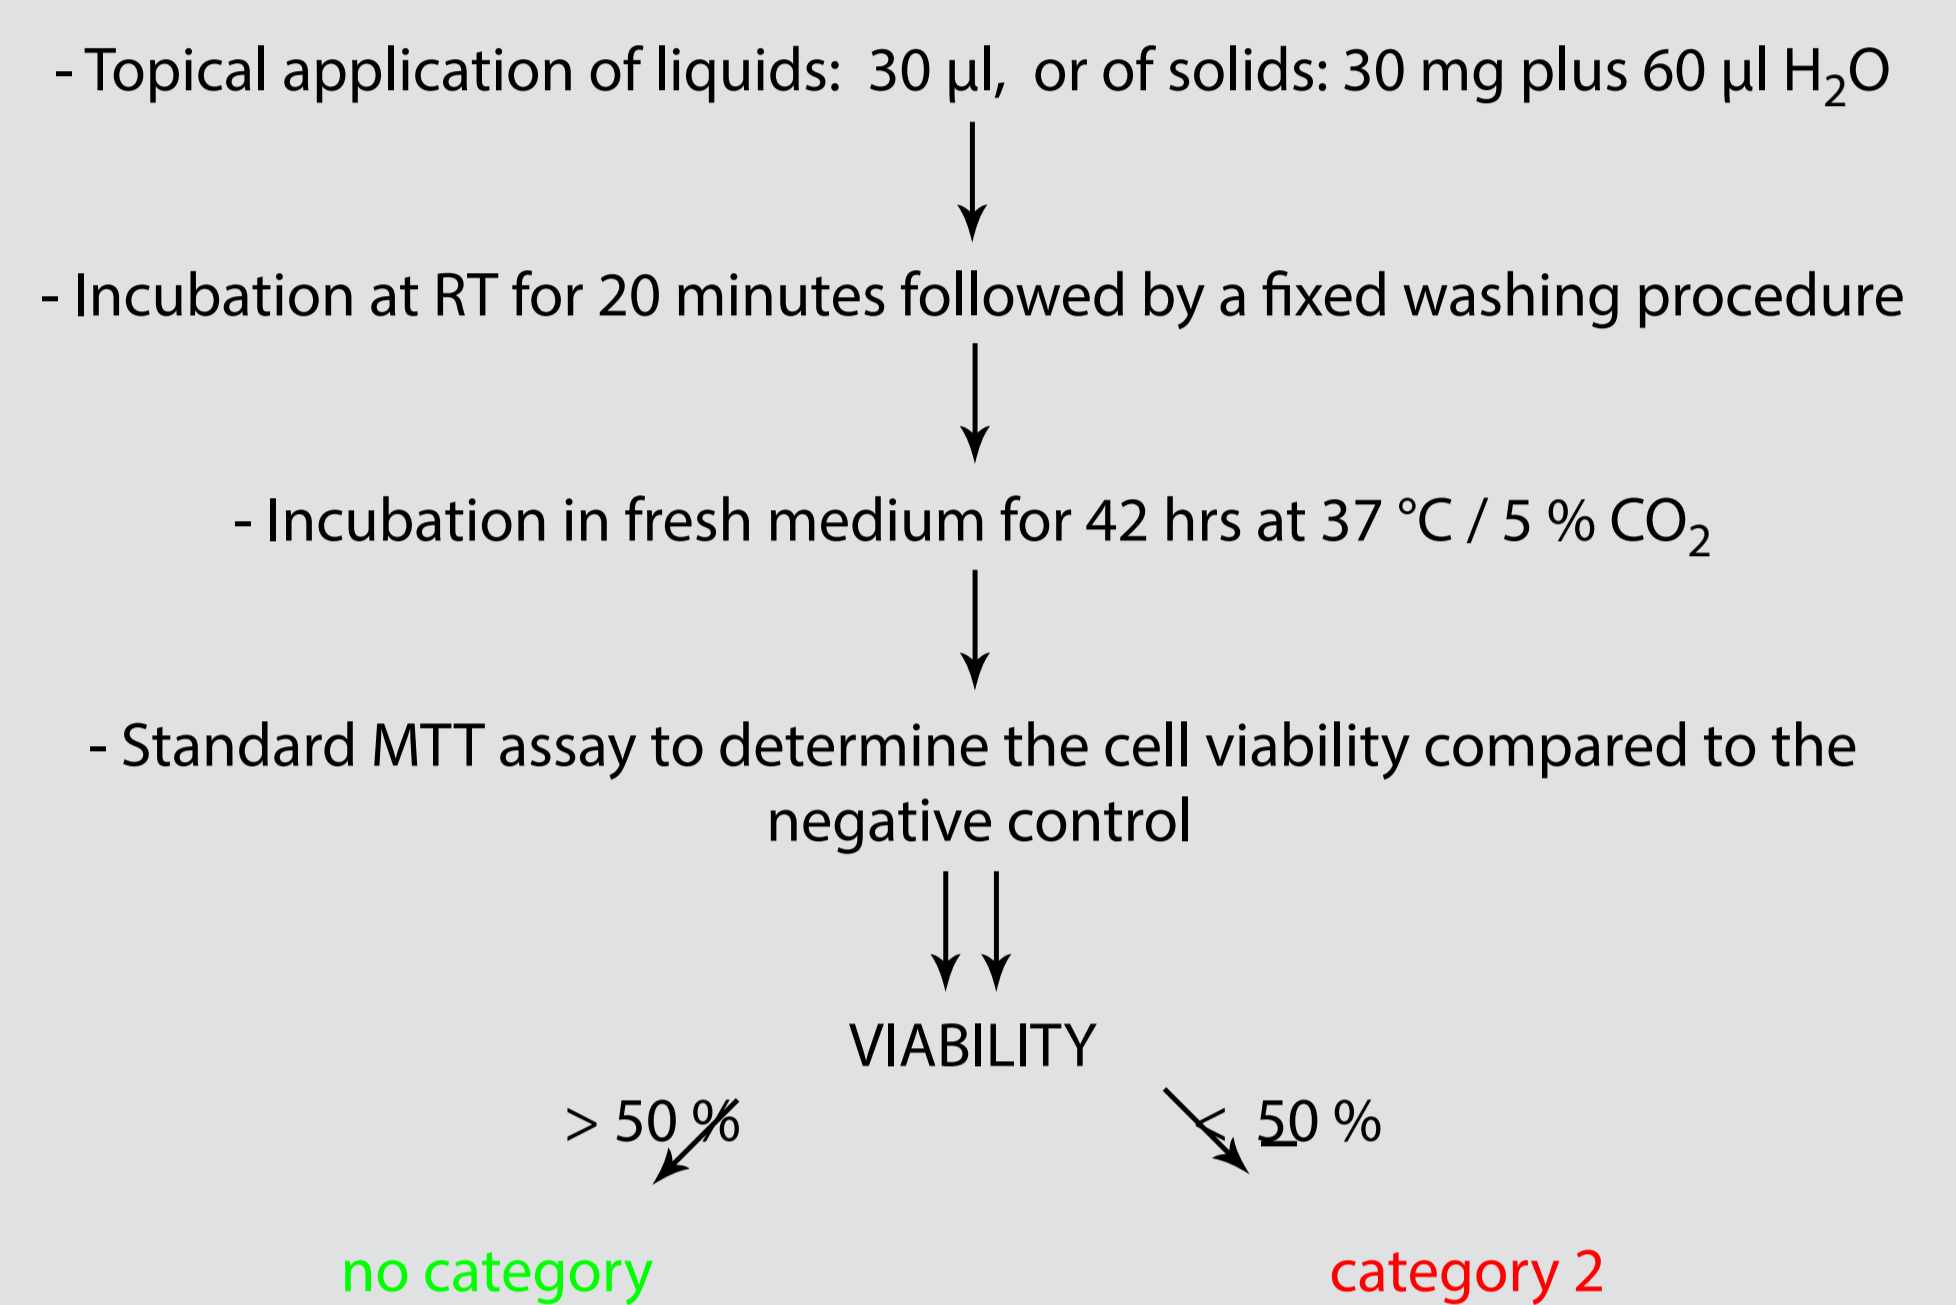 - Topical application of liquids:  30 µl,  or of solids: 30 mg plus 60 µl H₂O
- Incubation at RT for 20 minutes followed by a fixed washing procedure
- Incubation in fresh medium for 42 hrs at 37 °C / 5 % CO₂
- Standard MTT assay to determine the cell viability compared to the
negative control
VIABILITY
> 50 % < 50 %
no category category 2